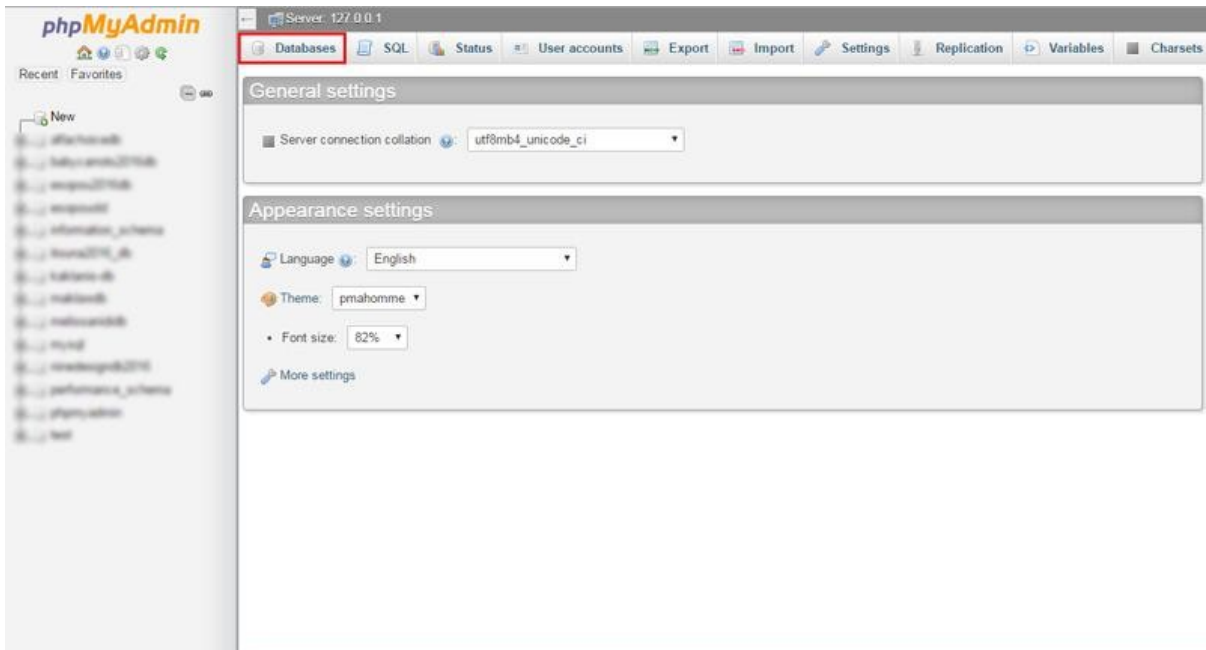 phpMyAdmin
Recent Favorites
New
information_schema
mysql
performance_schema
phpmyadmin
test
Server: 127.0.0.1
Databases SQL Status User accounts Export Import Settings Replication Variables Charsets
General settings
Server connection collation : utf8mb4_unicode_ci
Appearance settings
Language : English
Theme: pmahomme
Font size: 82%
More settings